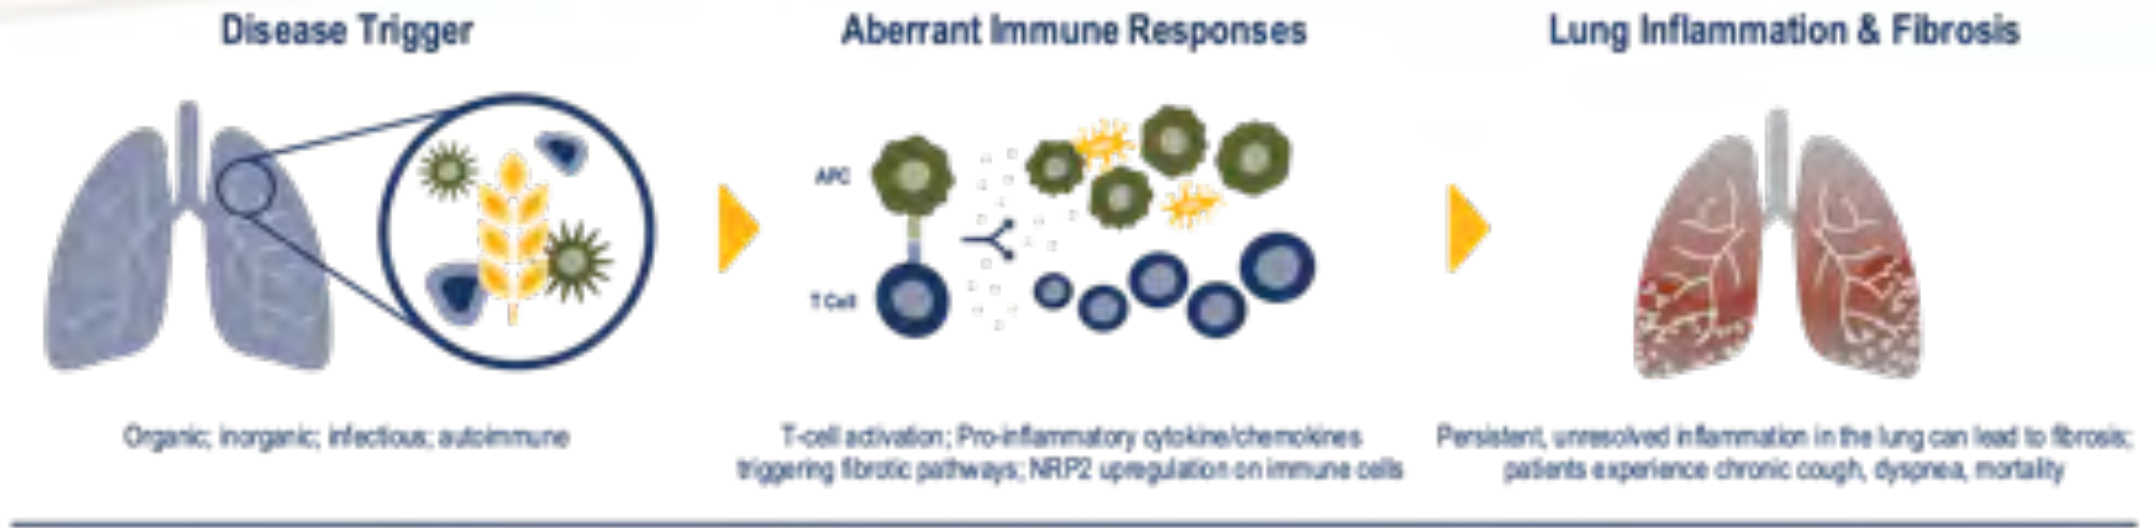 Disease Trigger
Aberrant Immune Responses
Lung Inflammation & Fibrosis
APC
T Cell
Organic; inorganic; infectious; autoimmune
T-cell activation; Pro-inflammatory cytokine/chemokines
triggering fibrotic pathways; NRP2 upregulation on immune cells
Persistent, unresolved inflammation in the lung can lead to fibrosis;
patients experience chronic cough, dyspnea, mortality